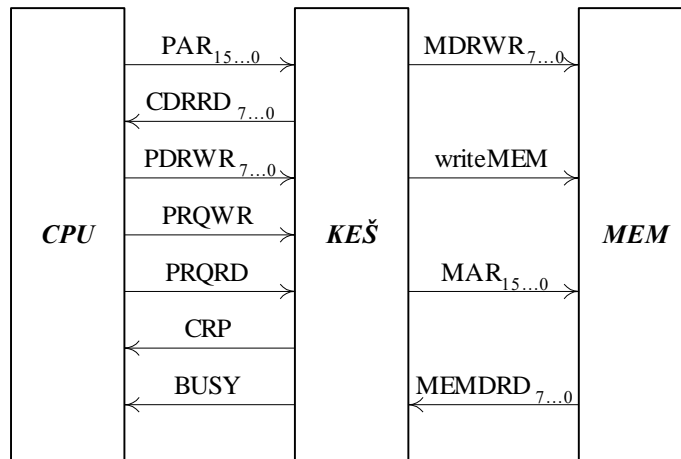 PAR15...0
MDRWR7...0
CDRRD7...0
PDRWR7...0
writeMEM
CPU
PRQWR
KEŠ
MEM
PRQRD
MAR15...0
CRP
BUSY
MEMDRD7...0